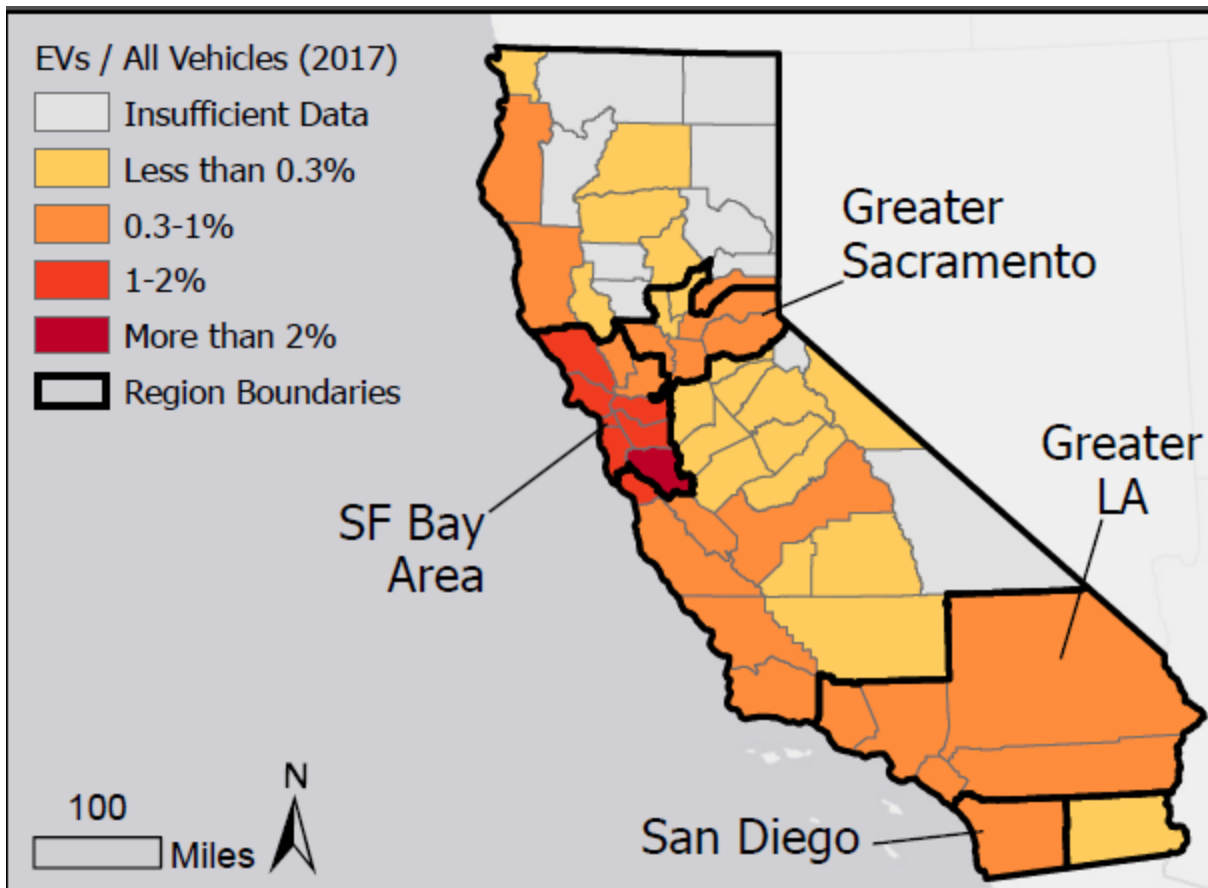 EVs / All Vehicles (2017)
Insufficient Data
Less than 0.3%
0.3-1%
1-2%
More than 2%
Region Boundaries
Greater
Sacramento
Greater
LA
SF Bay
Area
San Diego
N
100
Miles